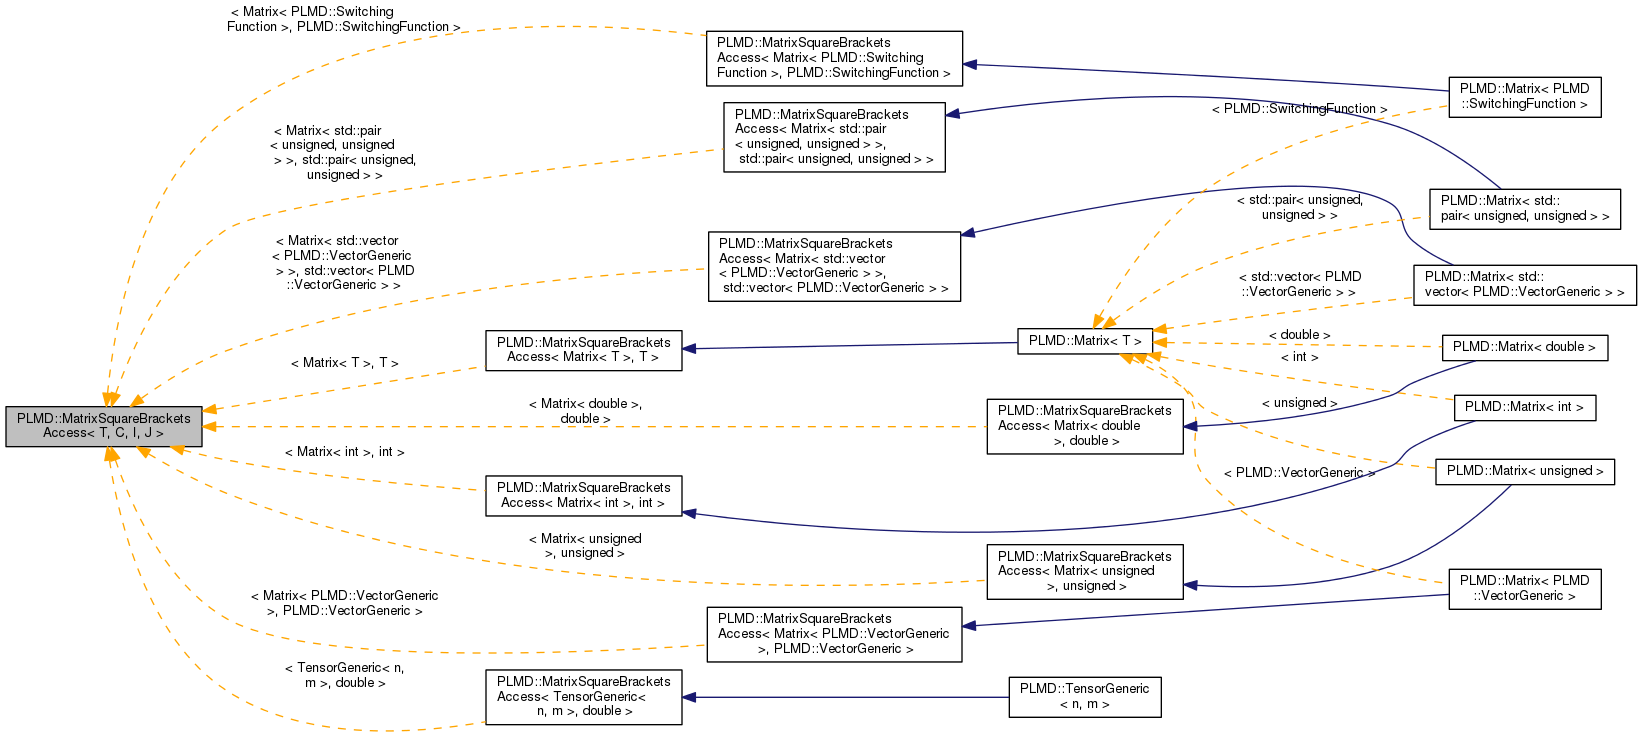 < Matrix< PLMD::Switching
Function >, PLMD::SwitchingFunction >
PLMD::MatrixSquareBrackets
Access< Matrix< PLMD::Switching
Function >, PLMD::SwitchingFunction >
PLMD::Matrix< PLMD
::SwitchingFunction >
< PLMD::SwitchingFunction >
< Matrix< std::pair
< unsigned, unsigned
> >, std::pair< unsigned,
unsigned > >
PLMD::MatrixSquareBrackets
Access< Matrix< std::pair
< unsigned, unsigned > >,
std::pair< unsigned, unsigned > >
< std::pair< unsigned,
unsigned > >
PLMD::Matrix< std::
pair< unsigned, unsigned > >
< Matrix< std::vector
< PLMD::VectorGeneric
> >, std::vector< PLMD
::VectorGeneric > >
PLMD::MatrixSquareBrackets
Access< Matrix< std::vector
< PLMD::VectorGeneric > >,
std::vector< PLMD::VectorGeneric > >
< std::vector< PLMD
::VectorGeneric > >
PLMD::Matrix< std::
vector< PLMD::VectorGeneric > >
< Matrix< T >, T >
PLMD::MatrixSquareBrackets
Access< Matrix< T >, T >
PLMD::Matrix< T >
< double >
PLMD::Matrix< double >
< int >
PLMD::MatrixSquareBrackets
Access< T, C, I, J >
< Matrix< double >,
double >
PLMD::MatrixSquareBrackets
Access< Matrix< double
>, double >
< unsigned >
PLMD::Matrix< int >
< Matrix< int >, int >
PLMD::MatrixSquareBrackets
Access< Matrix< int >, int >
< PLMD::VectorGeneric >
PLMD::Matrix< unsigned >
< Matrix< unsigned
>, unsigned >
PLMD::MatrixSquareBrackets
Access< Matrix< unsigned
>, unsigned >
PLMD::Matrix< PLMD
::VectorGeneric >
< Matrix< PLMD::VectorGeneric
>, PLMD::VectorGeneric >
PLMD::MatrixSquareBrackets
Access< Matrix< PLMD::VectorGeneric
>, PLMD::VectorGeneric >
< TensorGeneric< n,
m >, double >
PLMD::MatrixSquareBrackets
Access< TensorGeneric<
n, m >, double >
PLMD::TensorGeneric
< n, m >